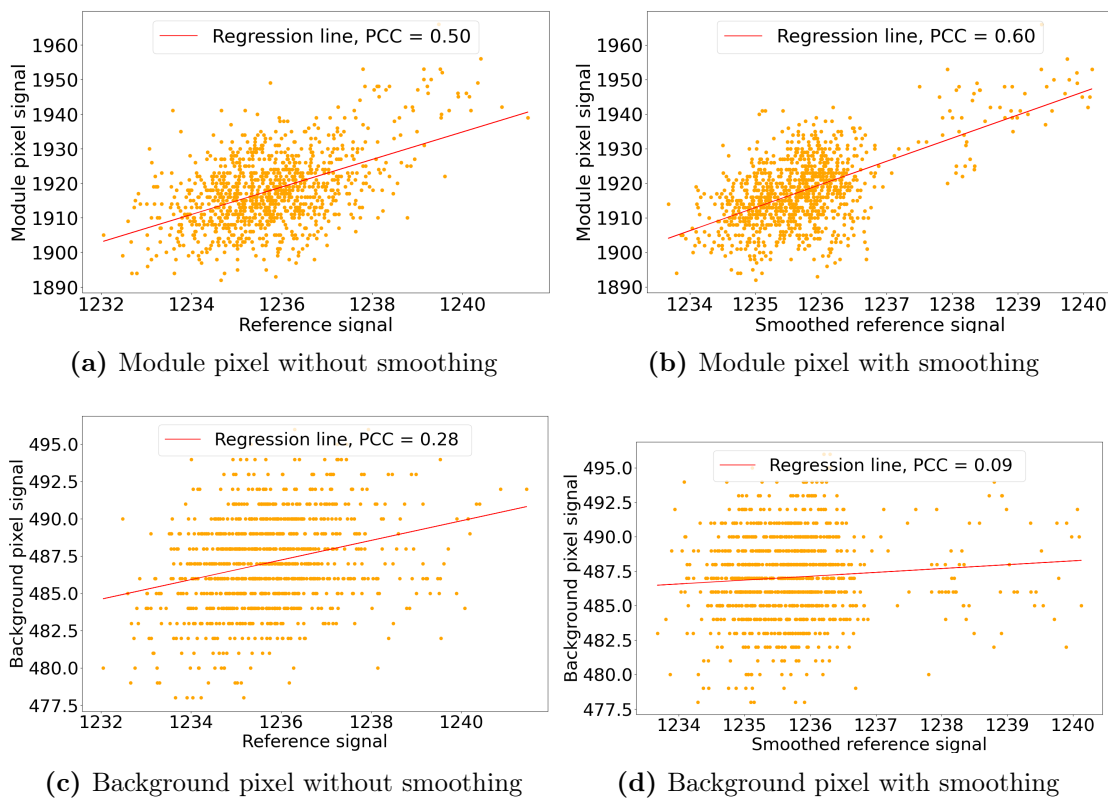 Regression line, PCC = 0.50
1960
1950
1940
1930
1920
1910
1900
1890
Module pixel signal
1232 1234 1236 1238 1240
Reference signal
(a) Module pixel without smoothing
Regression line, PCC = 0.60
1960
1950
1940
1930
1920
1910
1900
1890
Module pixel signal
1234 1235 1236 1237 1238 1239 1240
Smoothed reference signal
(b) Module pixel with smoothing
Regression line, PCC = 0.28
495.0
492.5
490.0
487.5
485.0
482.5
480.0
477.5
Background pixel signal
1232 1234 1236 1238 1240
Reference signal
(c) Background pixel without smoothing
Regression line, PCC = 0.09
495.0
492.5
490.0
487.5
485.0
482.5
480.0
477.5
Background pixel signal
1234 1235 1236 1237 1238 1239 1240
Smoothed reference signal
(d) Background pixel with smoothing